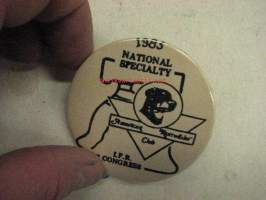 1983
NATIONAL
SPECIALTY
American Rottweiler
Club
I.F.R.
CONGRESS